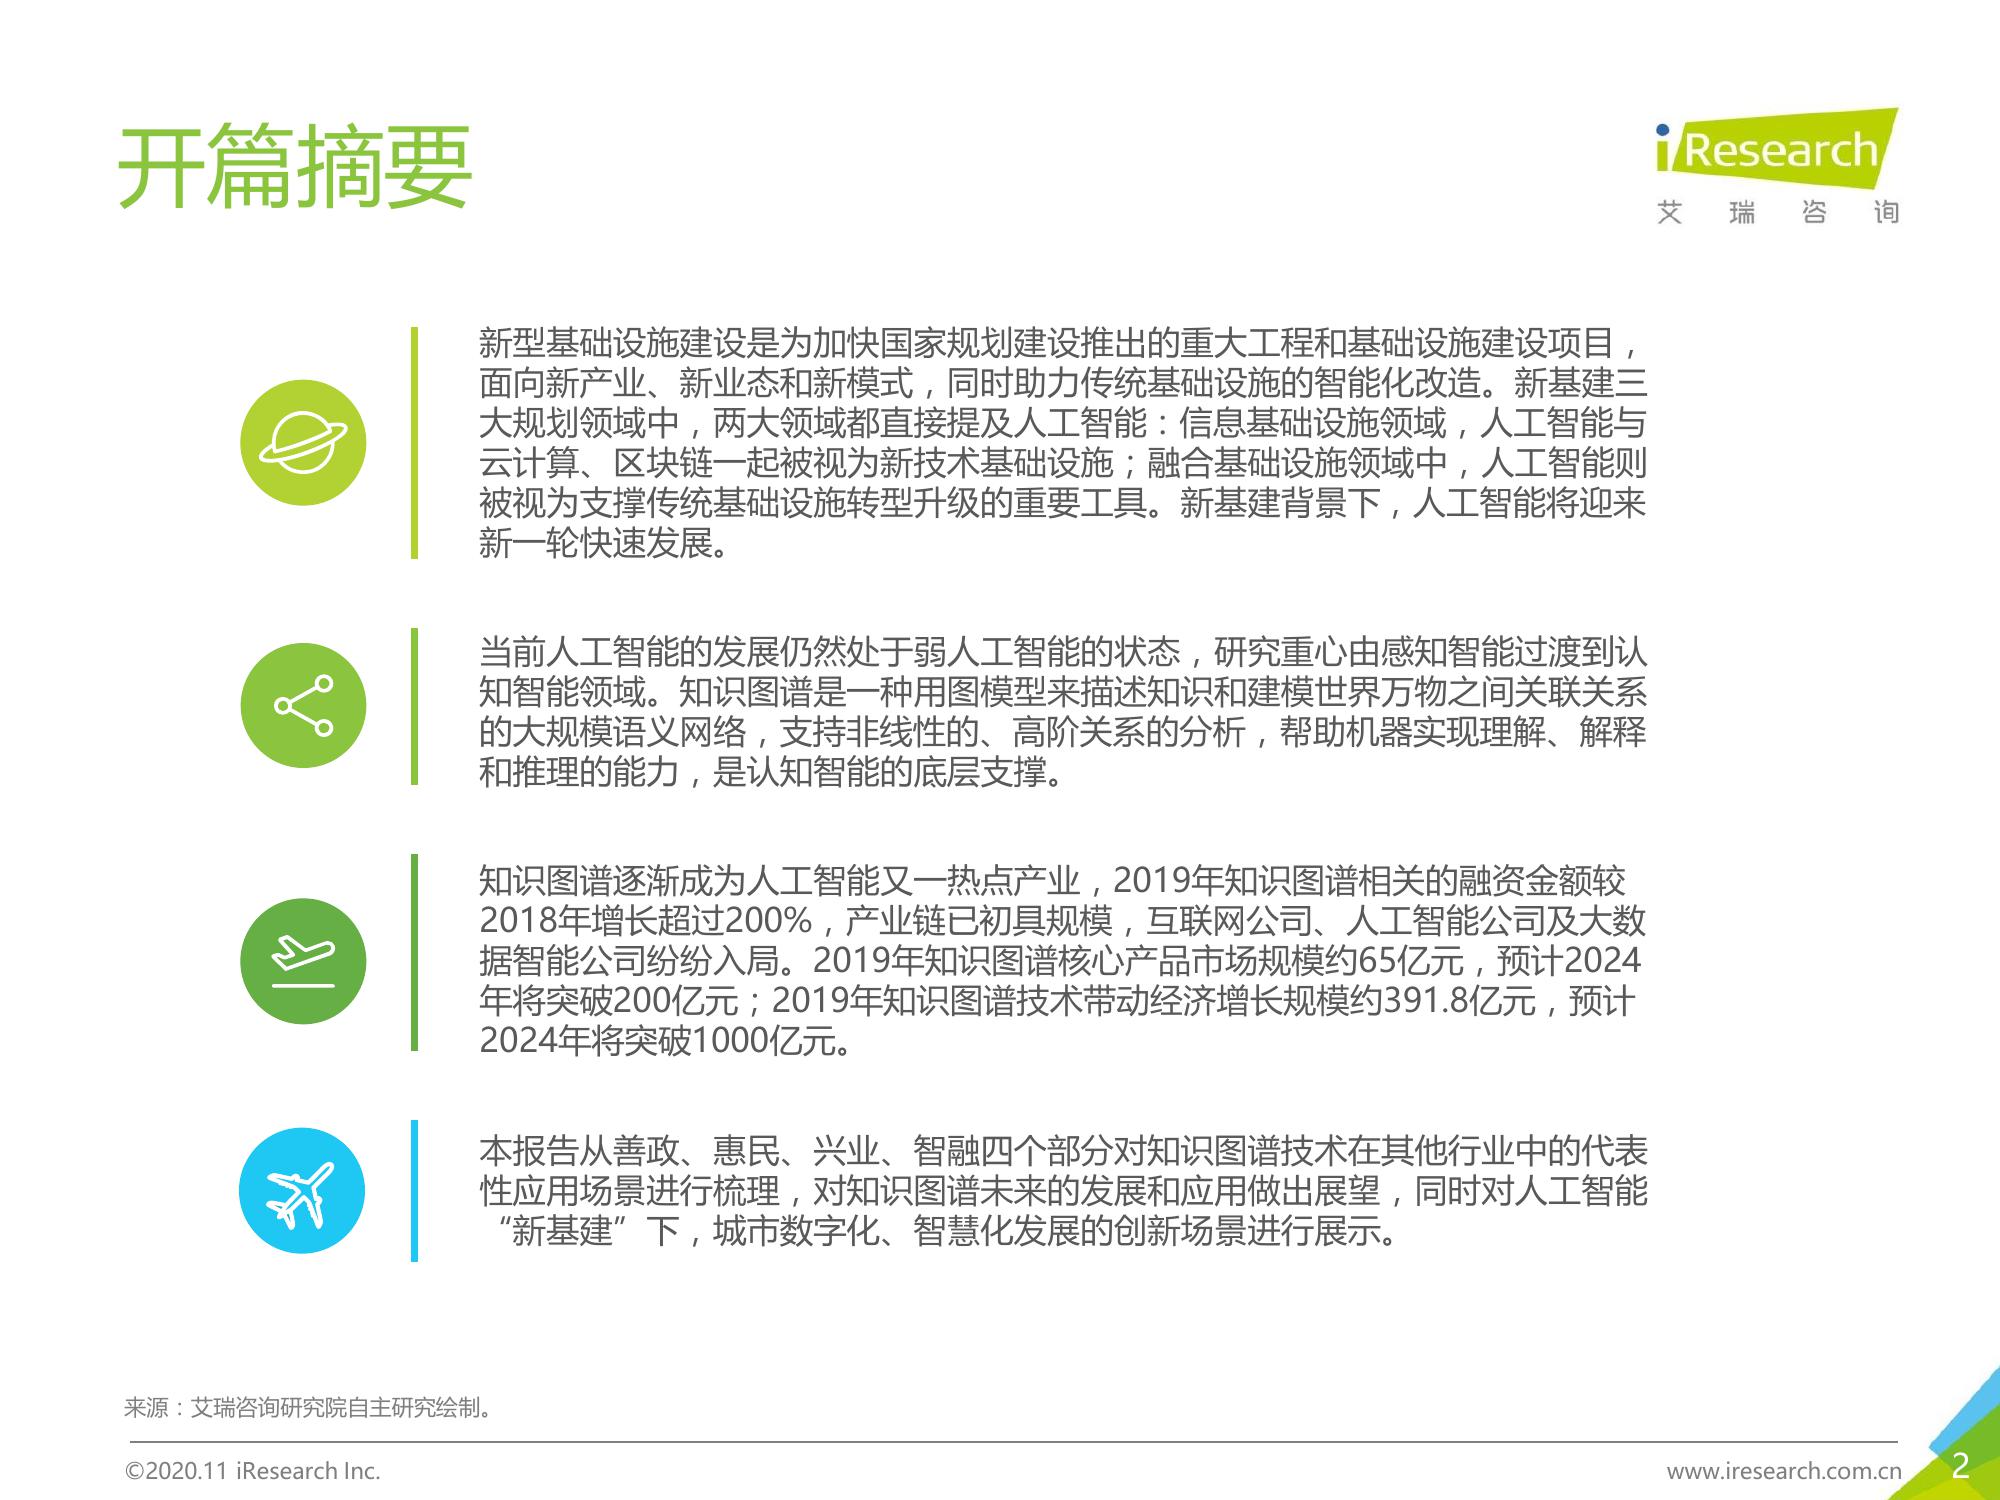 开篇摘要
iResearch
艾瑞咨询
新型基础设施建设是为加快国家规划建设推出的重大工程和基础设施建设项目，
面向新产业、新业态和新模式，同时助力传统基础设施的智能化改造。新基建三
大规划领域中，两大领域都直接提及人工智能：信息基础设施领域，人工智能与
云计算、区块链一起被视为新技术基础设施；融合基础设施领域中，人工智能则
被视为支撑传统基础设施转型升级的重要工具。新基建背景下，人工智能将迎来
新一轮快速发展。
当前人工智能的发展仍然处于弱人工智能的状态，研究重心由感知智能过渡到认
知智能领域。知识图谱是一种用图模型来描述知识和建模世界万物之间关联关系
的大规模语义网络，支持非线性的、高阶关系的分析，帮助机器实现理解、解释
和推理的能力，是认知智能的底层支撑。
知识图谱逐渐成为人工智能又一热点产业，2019年知识图谱相关的融资金额较
2018年增长超过200%，产业链已初具规模，互联网公司、人工智能公司及大数
据智能公司纷纷入局。2019年知识图谱核心产品市场规模约65亿元，预计2024
年将突破200亿元；2019年知识图谱技术带动经济增长规模约391.8亿元，预计
2024年将突破1000亿元。
本报告从善政、惠民、兴业、智融四个部分对知识图谱技术在其他行业中的代表
性应用场景进行梳理，对知识图谱未来的发展和应用做出展望，同时对人工智能
“新基建”下，城市数字化、智慧化发展的创新场景进行展示。
来源：艾瑞咨询研究院自主研究绘制。
©2020.11 iResearch Inc.
www.iresearch.com.cn
2